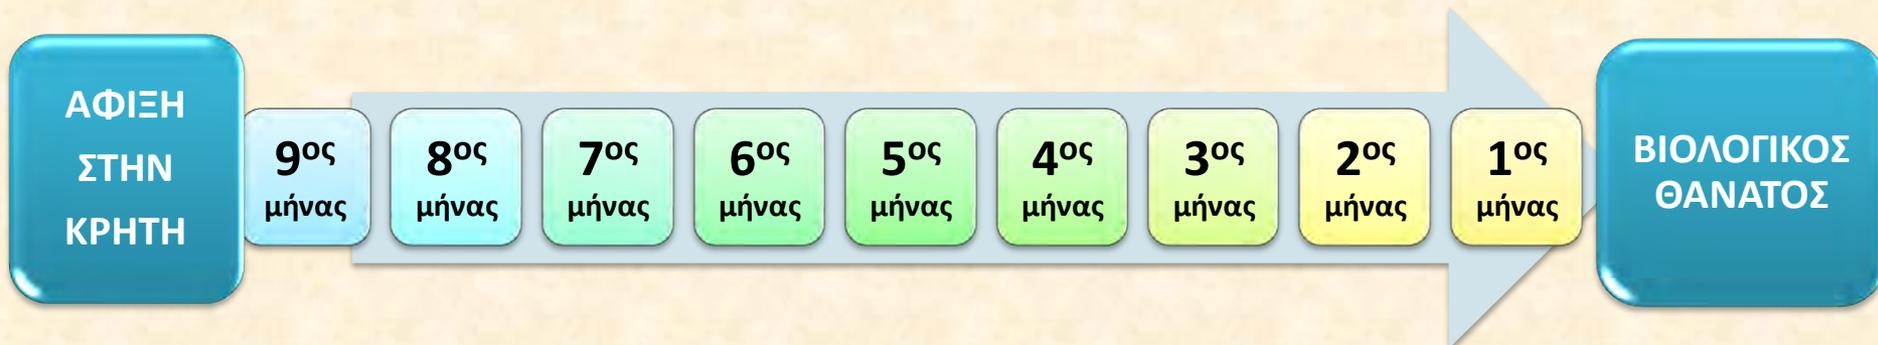 ΑΦΙΞΗ
ΣΤΗΝ
ΚΡΗΤΗ
9ος
μήνας
8ος
μήνας
7ος
μήνας
6ος
μήνας
5ος
μήνας
4ος
μήνας
3ος
μήνας
2ος
μήνας
1ος
μήνας
ΒΙΟΛΟΓΙΚΟΣ
ΘΑΝΑΤΟΣ